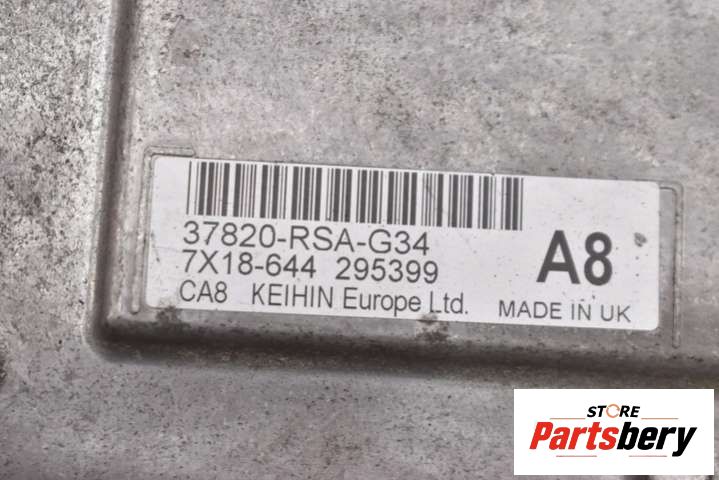 37820-RSA-G34
7X18-644 295399
A8
CA8 KEIHIN Europe Ltd. MADE IN UK
STORE
Partsbery